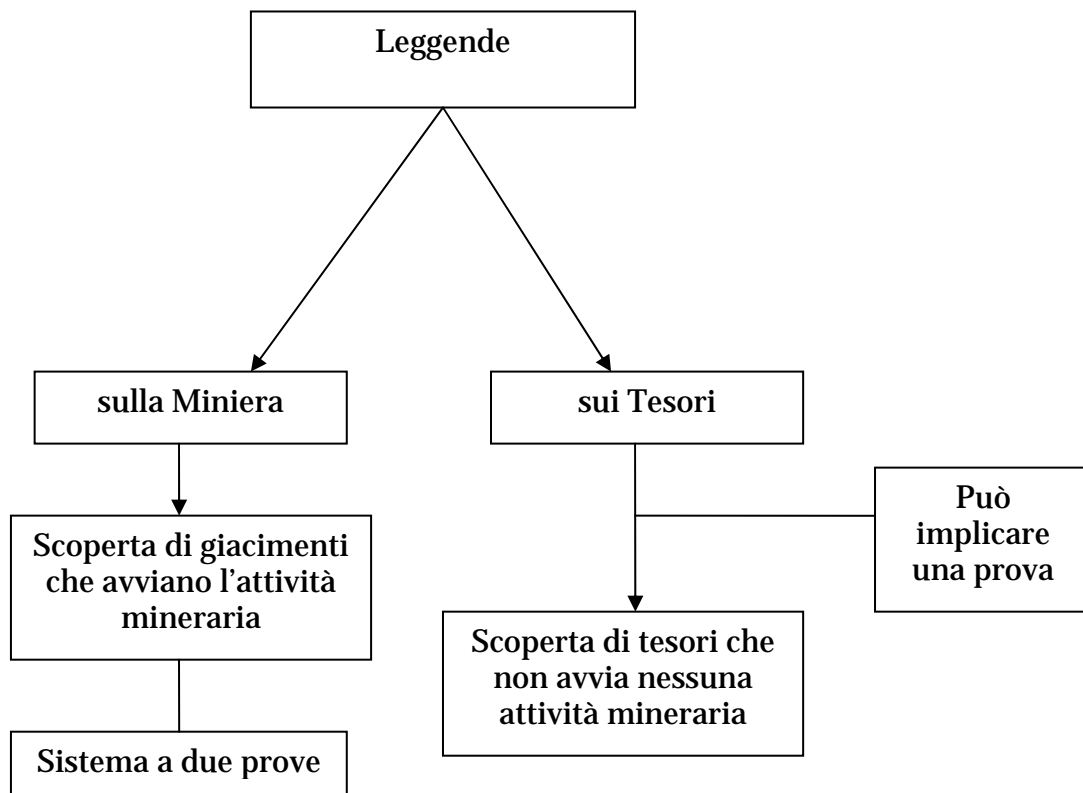 Leggende
sulla Miniera
sui Tesori
Può
implicare
una prova
Scoperta di giacimenti
che avviano l'attività
mineraria
Scoperta di tesori che
non avvia nessuna
attività mineraria
Sistema a due prove